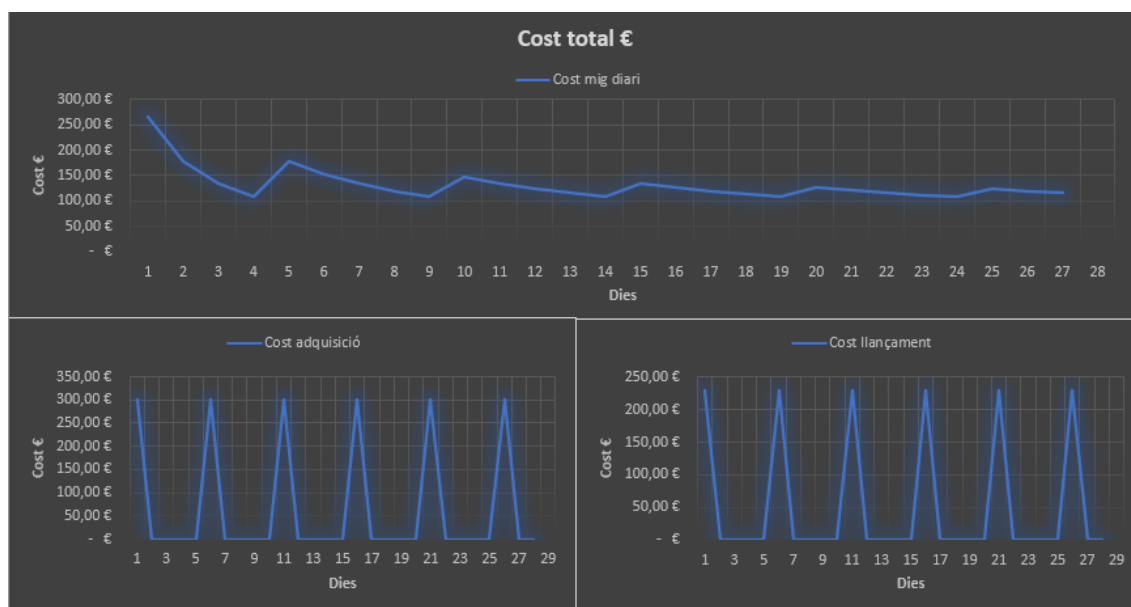 Cost total €
Cost mig diari
300,00 €
250,00 €
200,00 €
150,00 €
100,00 €
50,00 €
- €
Cost €
1 2 3 4 5 6 7 8 9 10 11 12 13 14 15 16 17 18 19 20 21 22 23 24 25 26 27 28
Dies
Cost adquisició
350,00 €
300,00 €
250,00 €
200,00 €
150,00 €
100,00 €
50,00 €
- €
Cost €
1 3 5 7 9 11 13 15 17 19 21 23 25 27 29
Dies
Cost llançament
250,00 €
200,00 €
150,00 €
100,00 €
50,00 €
- €
Cost €
1 3 5 7 9 11 13 15 17 19 21 23 25 27 29
Dies